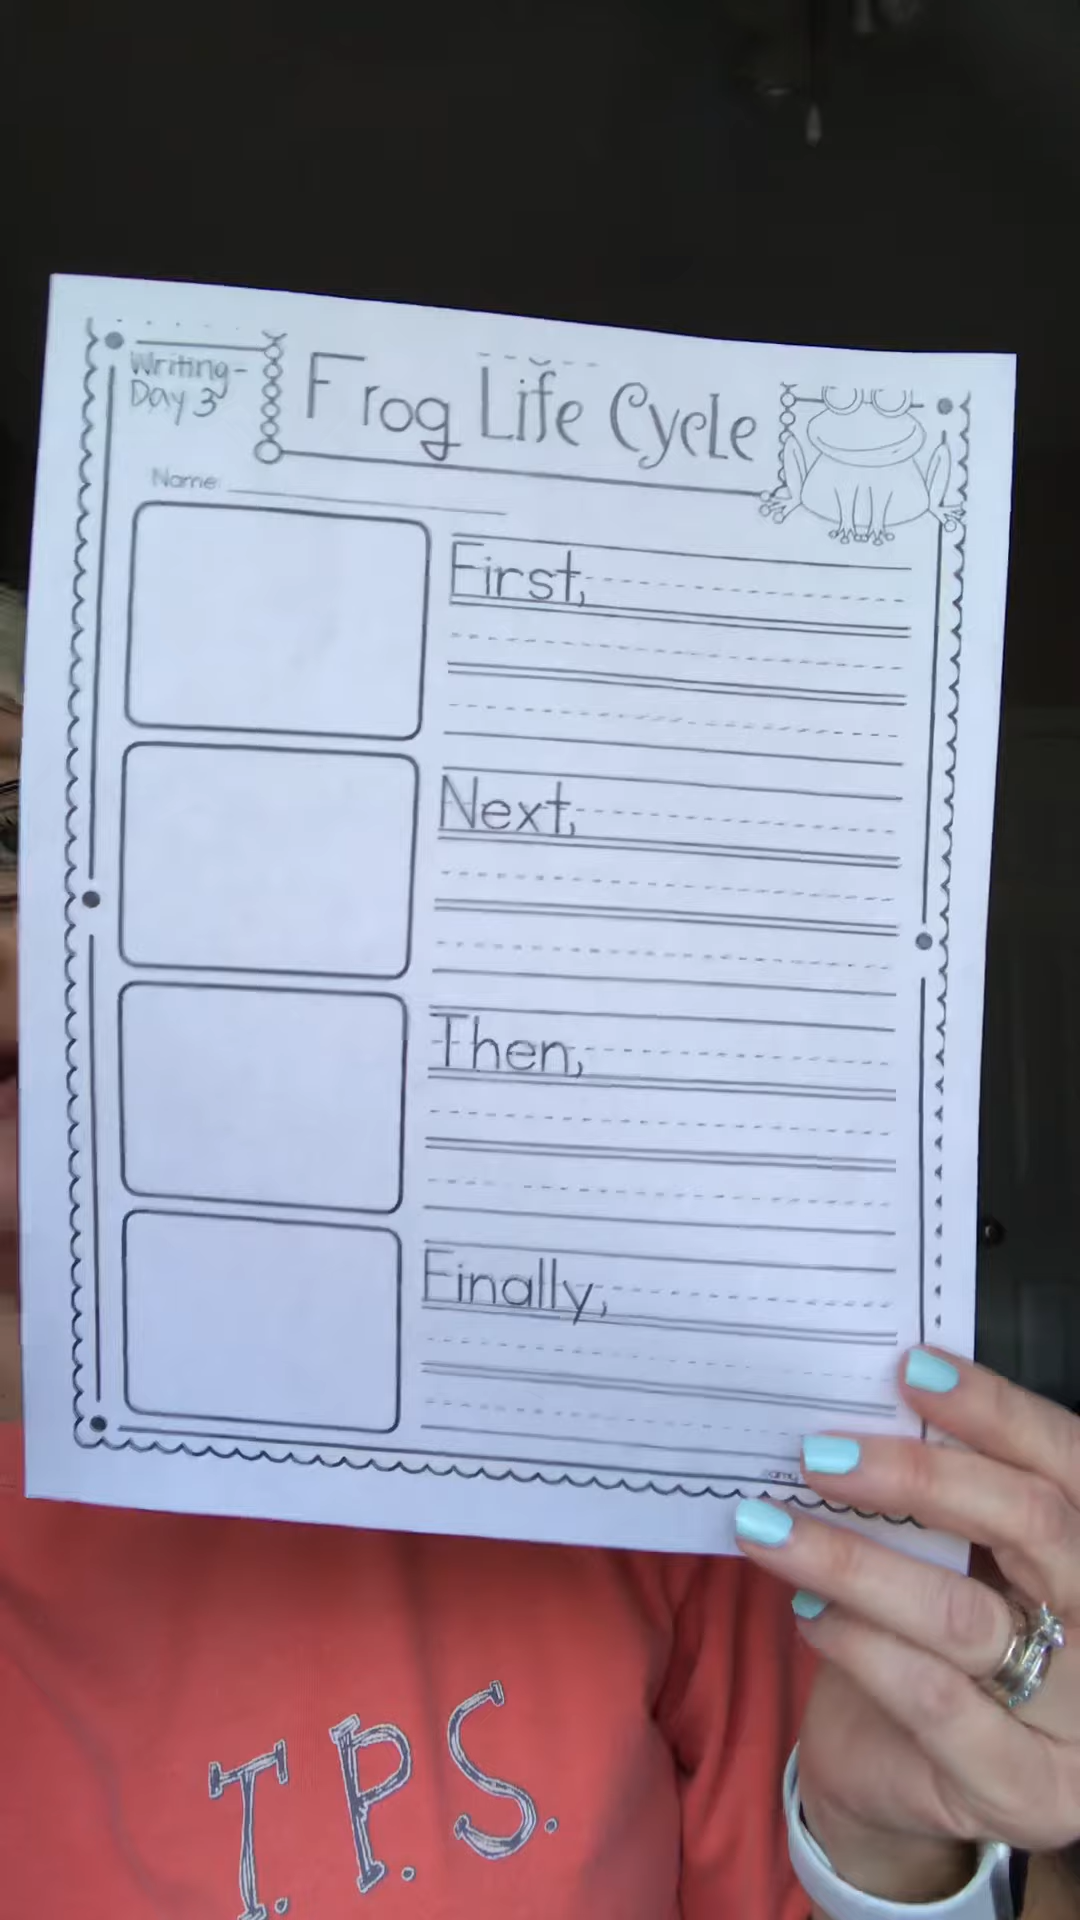 Writing-
Day 3
Frog Life Cycle
Name:
First,
Next,
Then,
Finally,
T.P.S.